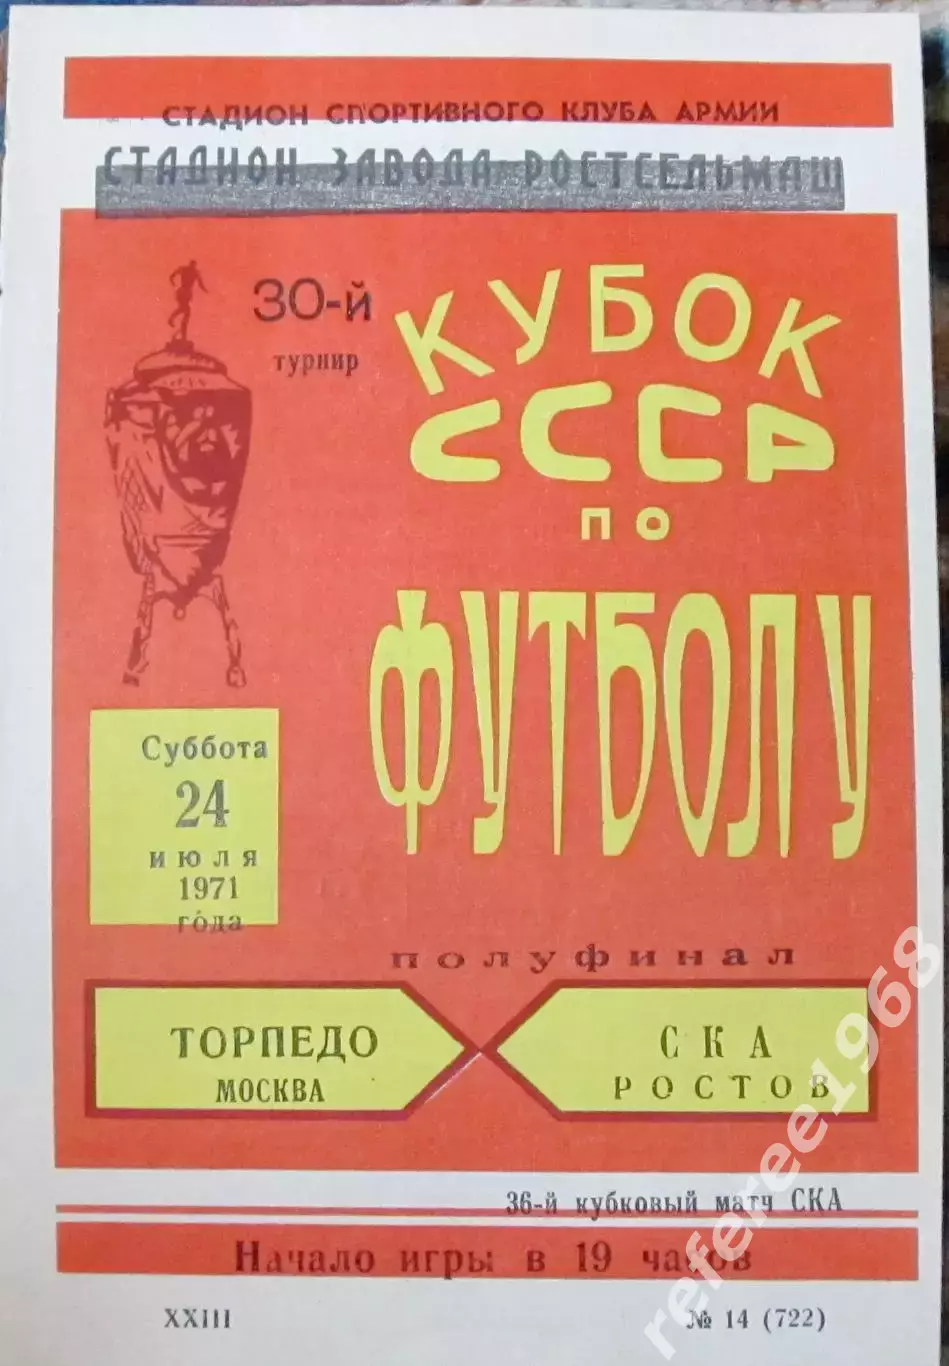 СТАДИОН СПОРТИВНОГО КЛУБА АРМИИ
СТАДИОН ЗАВОДА РОСТСЕЛЬМАШ
30-й
турнир
КУБОК
СССР
ПО
ФУТБОЛУ
Суббота
24
июля
1971
года
полуфинал
ТОРПЕДО
МОСКВА
СКА
РОСТОВ
36-й кубковый матч СКА
Начало игры в 19 часов
XXIII
№ 14 (722)
referee1968